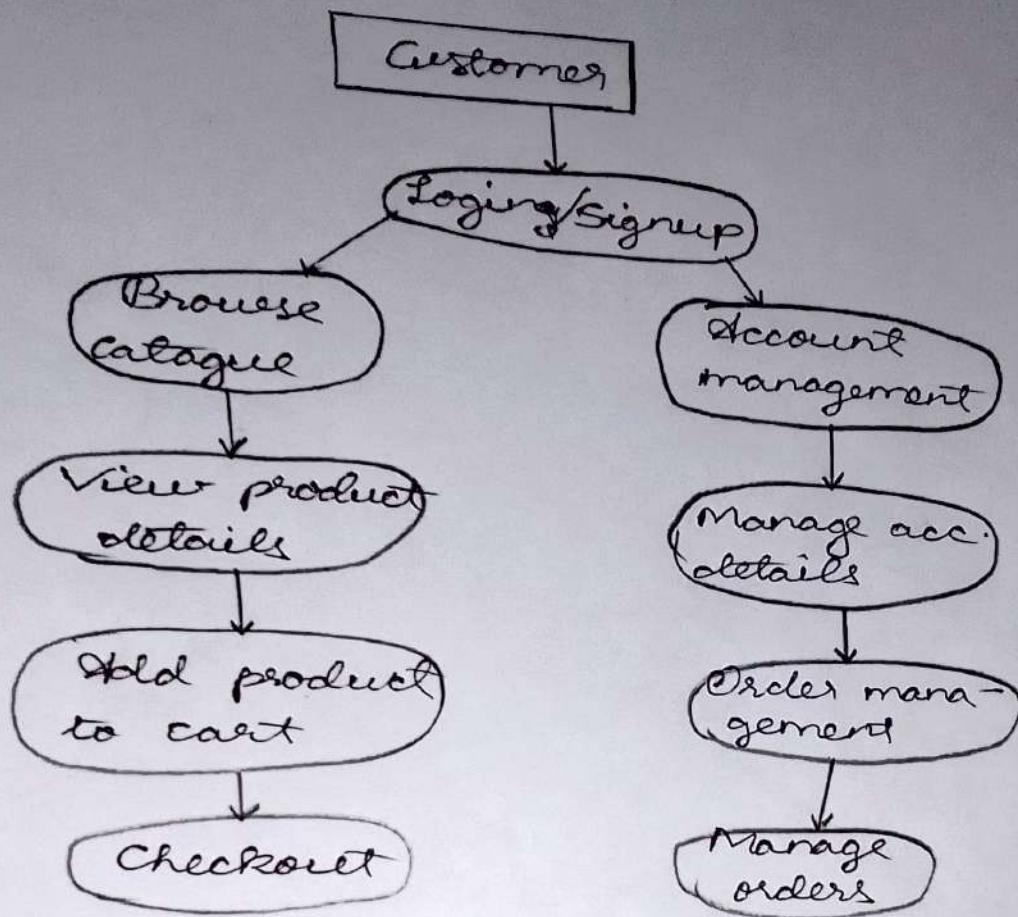 Customer
Loging/Signup
Browse
catague
View product
details
Add product
to cart
Checkout
Account
management
Manage acc.
details
Order mana-
gement
Manage
orders